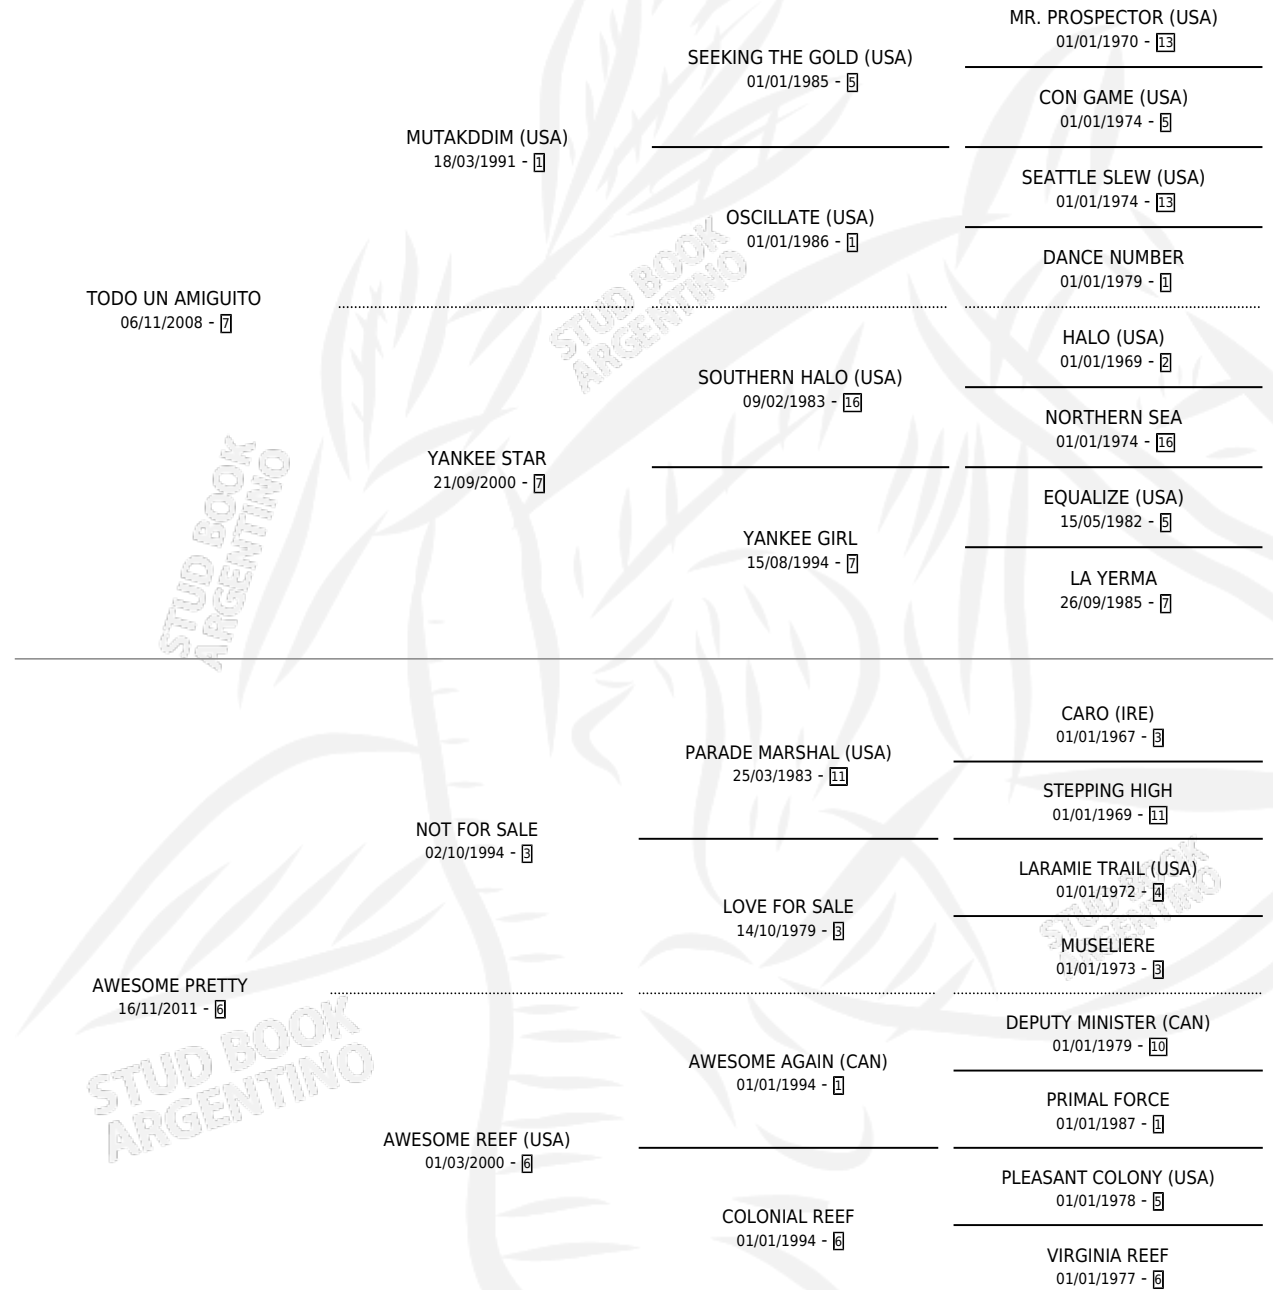 MR. PROSPECTOR (USA)
01/01/1970 - 13
SEEKING THE GOLD (USA)
01/01/1985 - 5
CON GAME (USA)
01/01/1974 - 5
MUTAKDDIM (USA)
18/03/1991 - 1
SEATTLE SLEW (USA)
01/01/1974 - 13
OSCILLATE (USA)
01/01/1986 - 1
DANCE NUMBER
01/01/1979 - 1
TODO UN AMIGUITO
06/11/2008 - 7
HALO (USA)
01/01/1969 - 2
SOUTHERN HALO (USA)
09/02/1983 - 16
NORTHERN SEA
01/01/1974 - 16
YANKEE STAR
21/09/2000 - 7
EQUALIZE (USA)
15/05/1982 - 5
YANKEE GIRL
15/08/1994 - 7
LA YERMA
26/09/1985 - 7
CARO (IRE)
01/01/1967 - 3
PARADE MARSHAL (USA)
25/03/1983 - 11
STEPPING HIGH
01/01/1969 - 11
NOT FOR SALE
02/10/1994 - 3
LARAMIE TRAIL (USA)
01/01/1972 - 4
LOVE FOR SALE
14/10/1979 - 3
MUSELIERE
01/01/1973 - 3
AWESOME PRETTY
16/11/2011 - 6
DEPUTY MINISTER (CAN)
01/01/1979 - 10
AWESOME AGAIN (CAN)
01/01/1994 - 1
PRIMAL FORCE
01/01/1987 - 1
AWESOME REEF (USA)
01/03/2000 - 6
PLEASANT COLONY (USA)
01/01/1978 - 5
COLONIAL REEF
01/01/1994 - 6
VIRGINIA REEF
01/01/1977 - 6
STUD BOOK
ARGENTINO
STUD BOOK
ARGENTINO
STUD BOOK
ARGENTINO
STUD BOOK
ARGENTINO